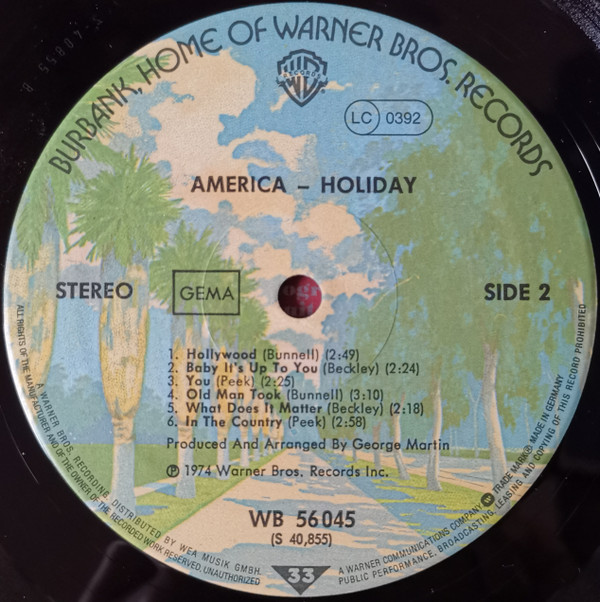 BURBANK, HOME OF WARNER BROS. RECORDS
RECORDS
LC 0392
AMERICA – HOLIDAY
STEREO
GEMA
SIDE 2
1. Hollywood (Bunnell) (2:49)
2. Baby It's Up To You (Beckley) (2:24)
3. You (Peek) (2:25)
4. Old Man Took (Bunnell) (3:10)
5. What Does It Matter (Beckley) (2:18)
6. In The Country (Peek) (2:58)
Produced And Arranged By George Martin
℗ 1974 Warner Bros. Records Inc.
WB 56 045
(S 40,855)
33
A WARNER BROS. RECORDING DISTRIBUTED BY WEA MUSIK GMBH.
ALL RIGHTS OF THE MANUFACTURER AND OF THE OWNER OF THE RECORDED WORK RESERVED, UNAUTHORIZED
A WARNER COMMUNICATIONS COMPANY TRADE MARK® MADE IN GERMANY
PUBLIC PERFORMANCE, BROADCASTING, LEASING AND COPYING OF THIS RECORD PROHIBITED